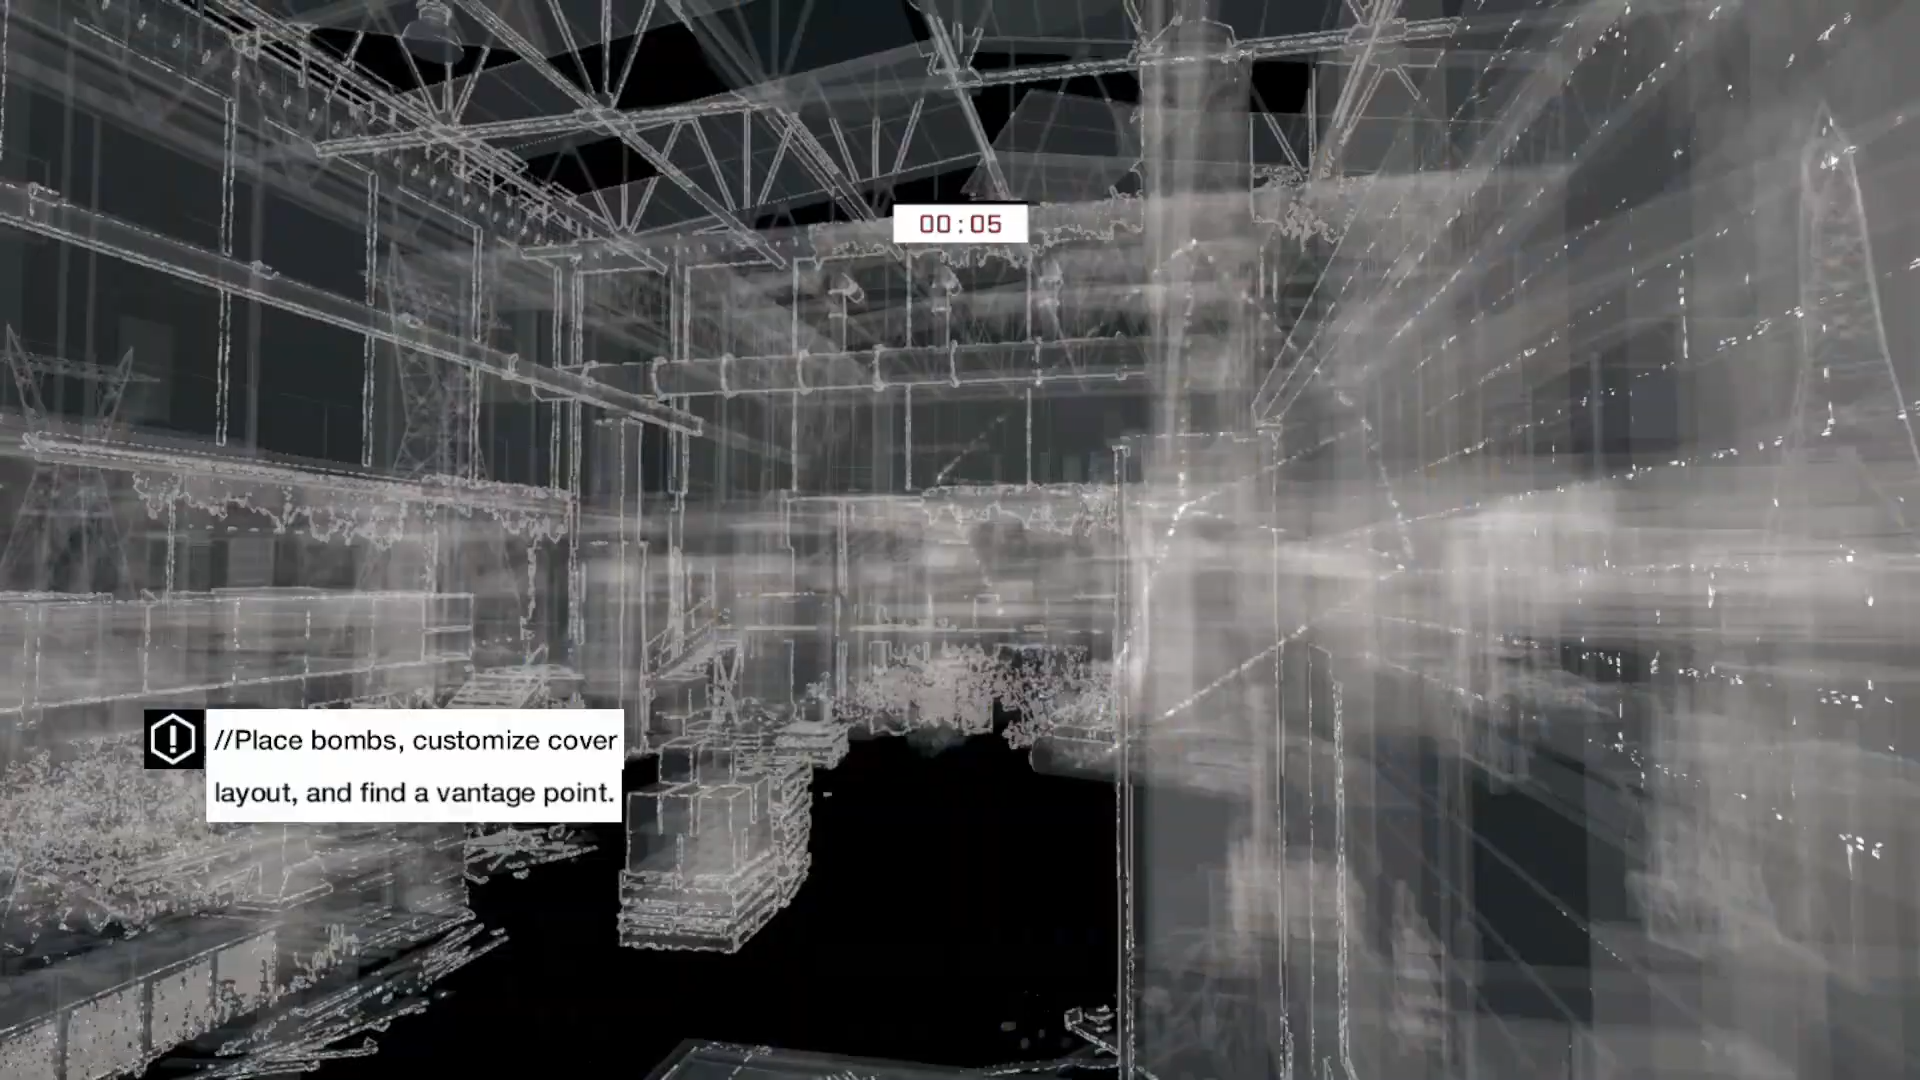 00:05
//Place bombs, customize cover
layout, and find a vantage point.